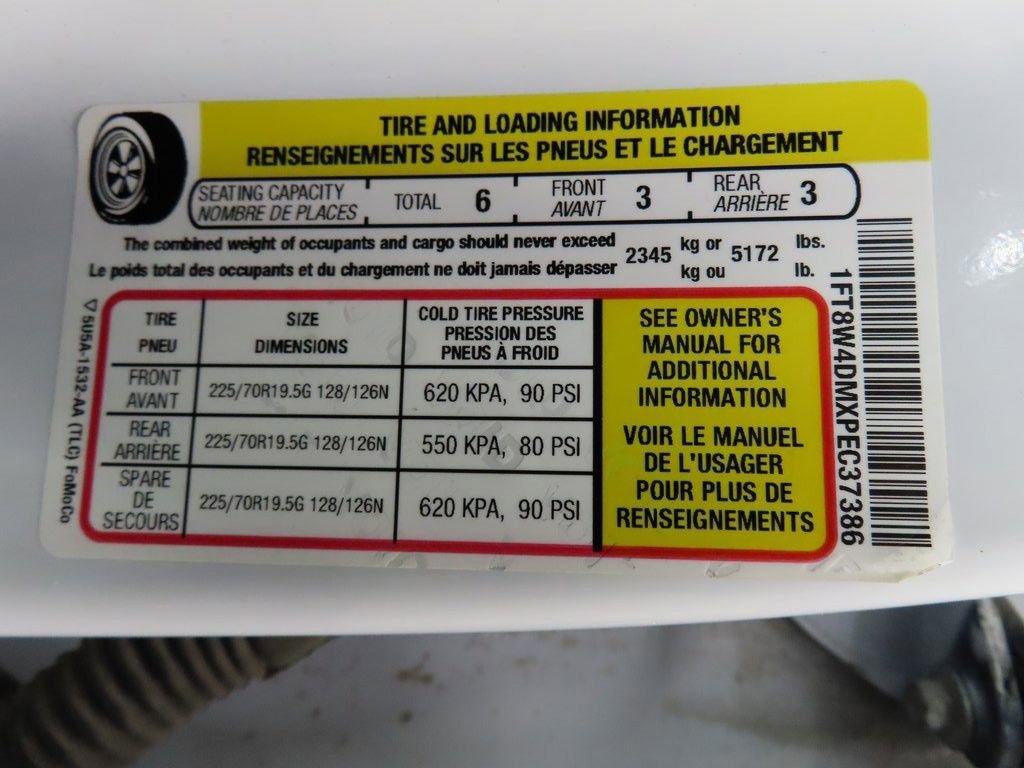 TIRE AND LOADING INFORMATION
RENSEIGNEMENTS SUR LES PNEUS ET LE CHARGEMENT
SEATING CAPACITY TOTAL 6 FRONT 3 REAR 3
NOMBRE DE PLACES AVANT ARRIÈRE
The combined weight of occupants and cargo should never exceed 2345 kg or 5172 lbs.
Le poids total des occupants et du chargement ne doit jamais dépasser kg ou lb.
TIRE SIZE COLD TIRE PRESSURE
PNEU DIMENSIONS PRESSION DES
PNEUS À FROID
FRONT
AVANT 225/70R19.5G 128/126N 620 KPA, 90 PSI
REAR
ARRIÈRE 225/70R19.5G 128/126N 550 KPA, 80 PSI
SPARE
DE
SECOURS 225/70R19.5G 128/126N 620 KPA, 90 PSI
SEE OWNER'S
MANUAL FOR
ADDITIONAL
INFORMATION
VOIR LE MANUEL
DE L'USAGER
POUR PLUS DE
RENSEIGNEMENTS
1FT8W4DMXPEC37386
5U5A-1532-AA (TLC) FoMoCo